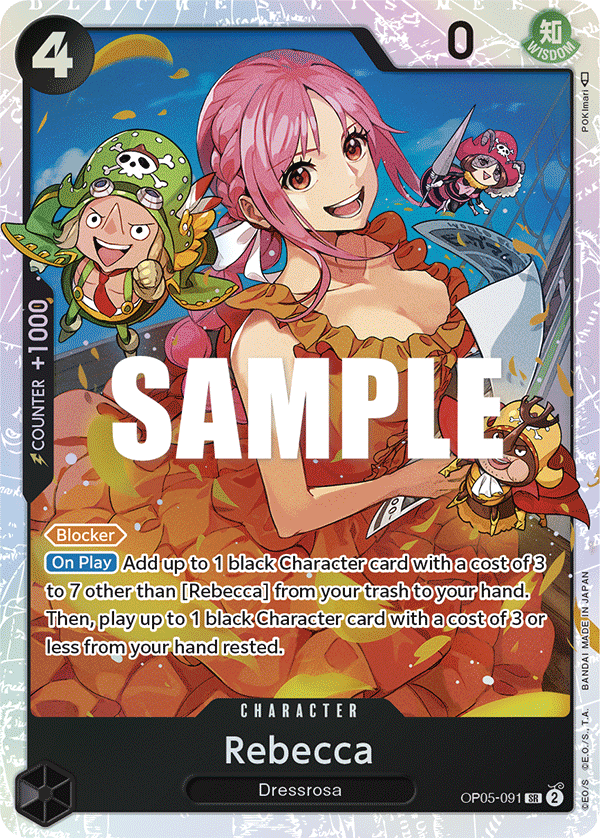 4
0
知
WISDOM
POKImari
COUNTER +1000
SAMPLE
Blocker
On Play Add up to 1 black Character card with a cost of 3
to 7 other than [Rebecca] from your trash to your hand.
Then, play up to 1 black Character card with a cost of 3 or
less from your hand rested.
CHARACTER
Rebecca
Dressrosa
OP05-091 SR 2
©E.O/S ©E.O./S., T.A. BANDAI MADE IN JAPAN